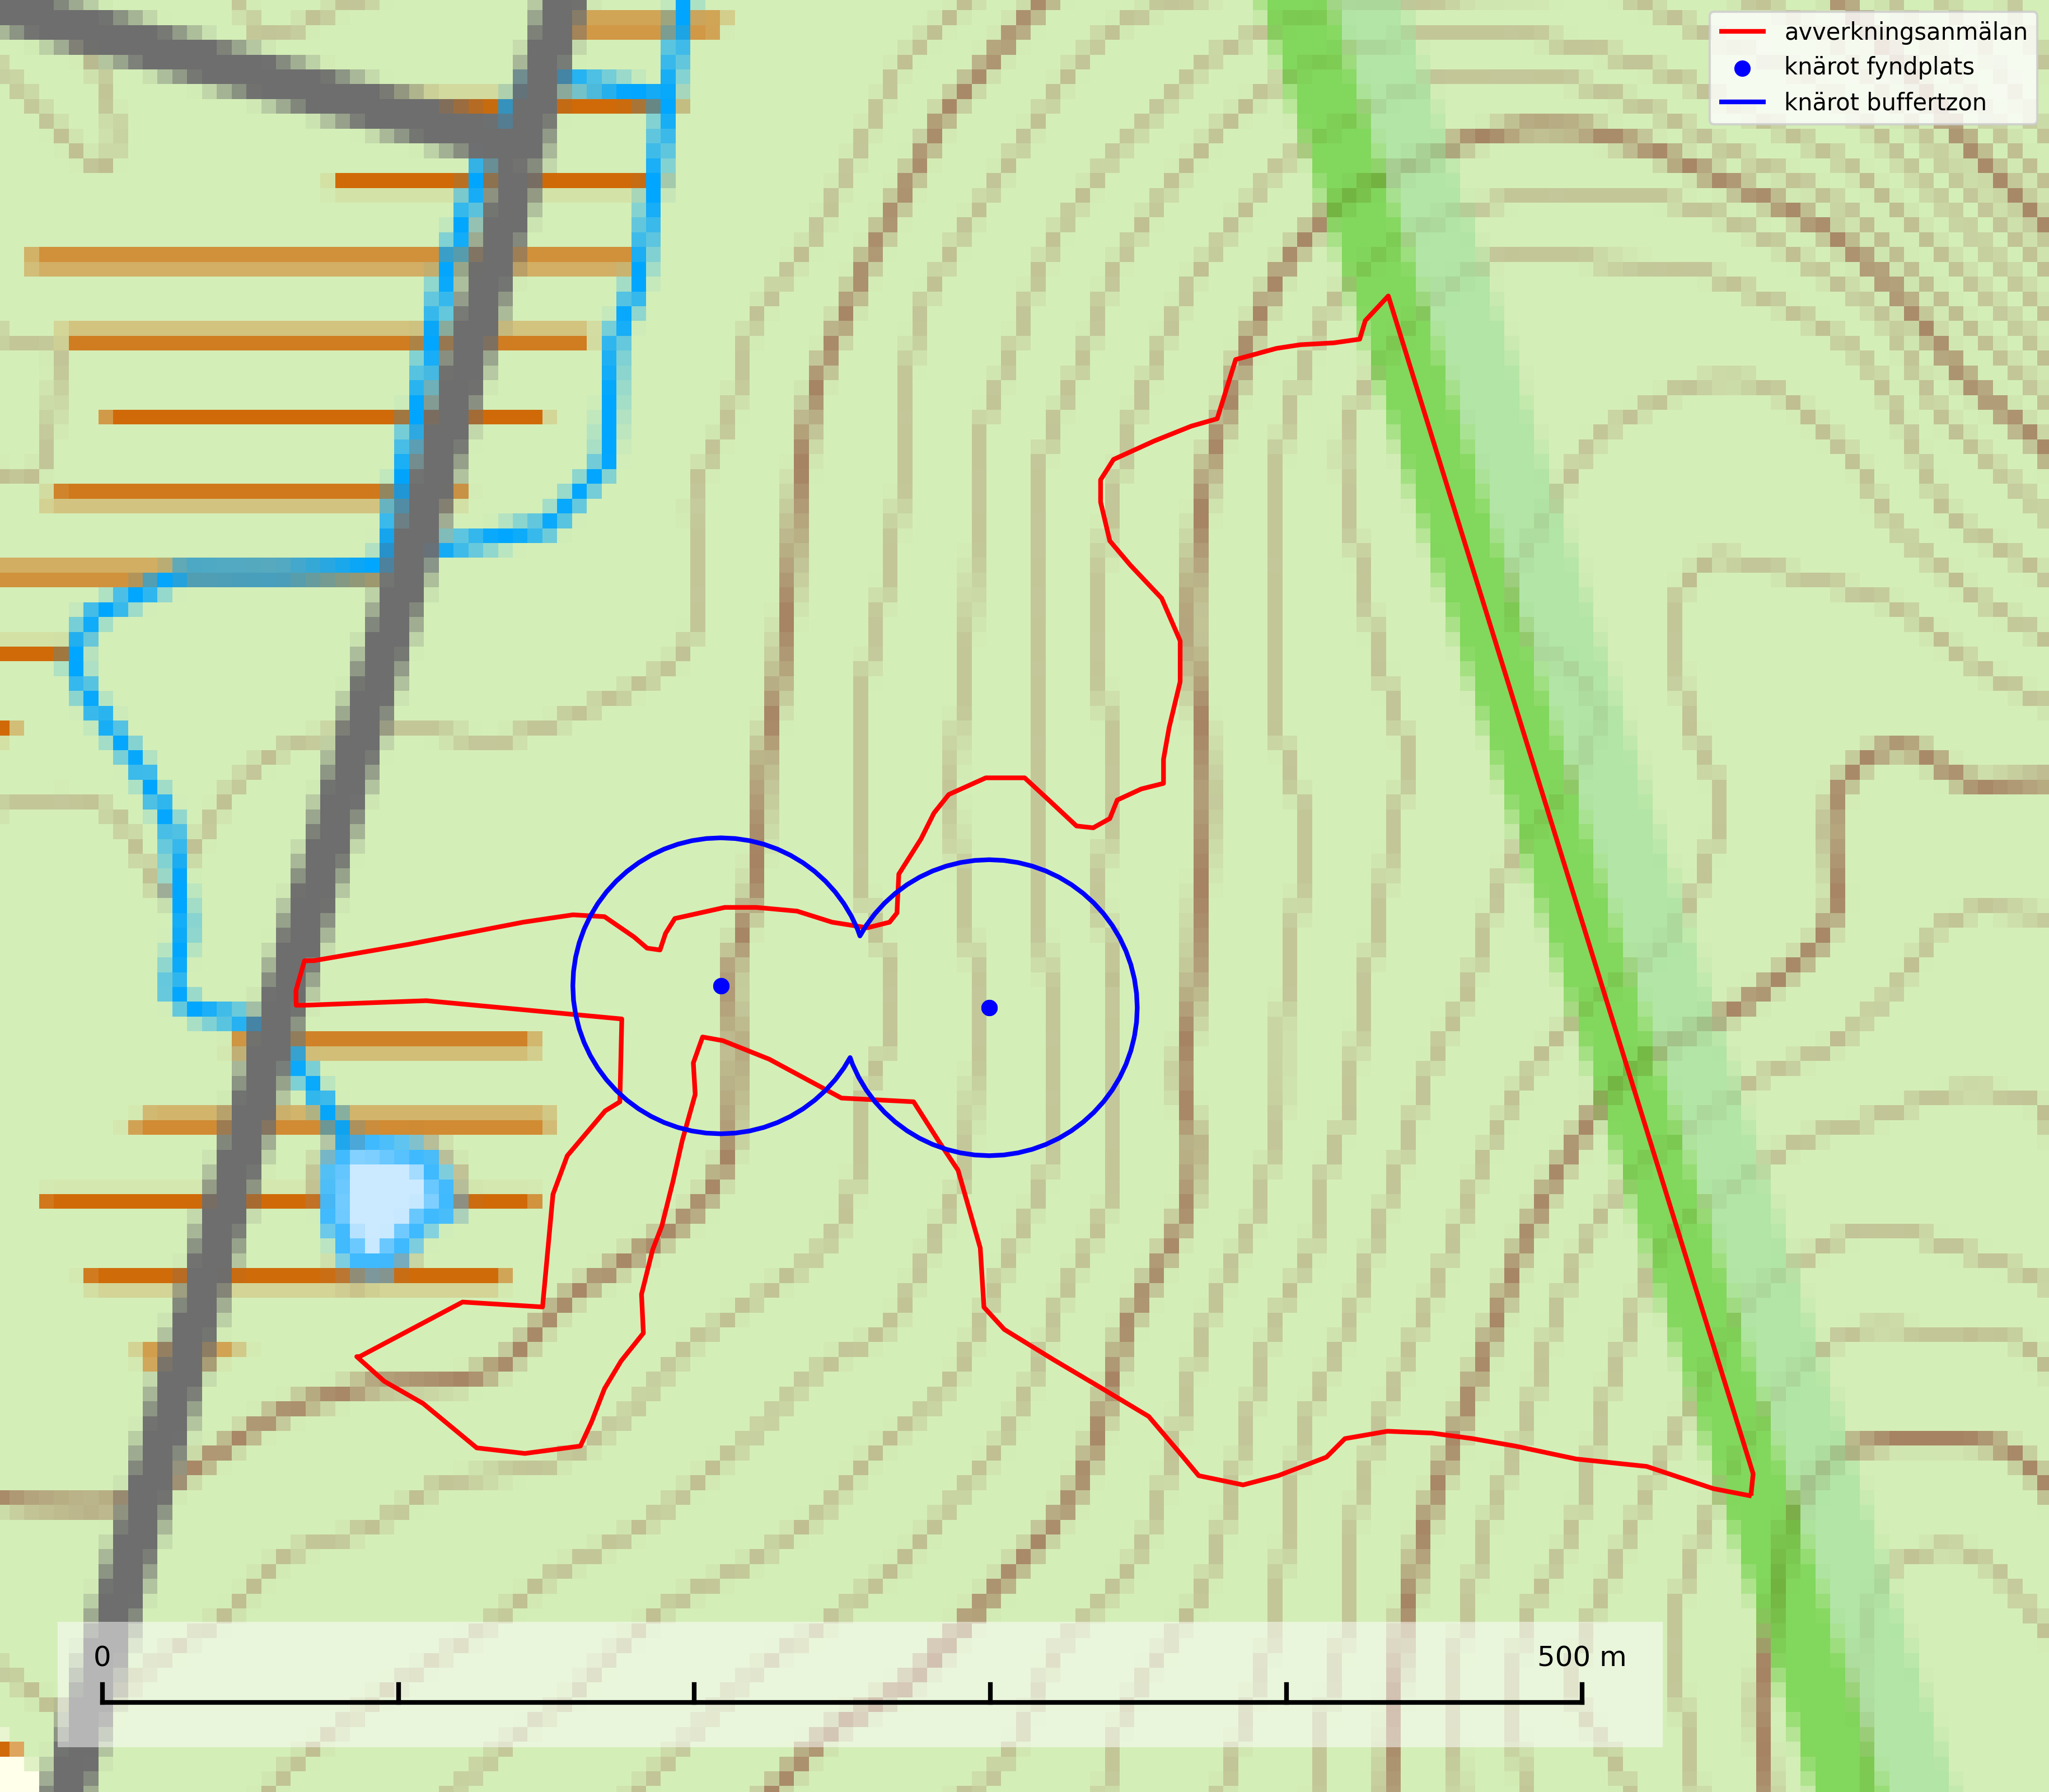 avverkningsanmälan
knärot fyndplats
knärot buffertzon
0 500 m